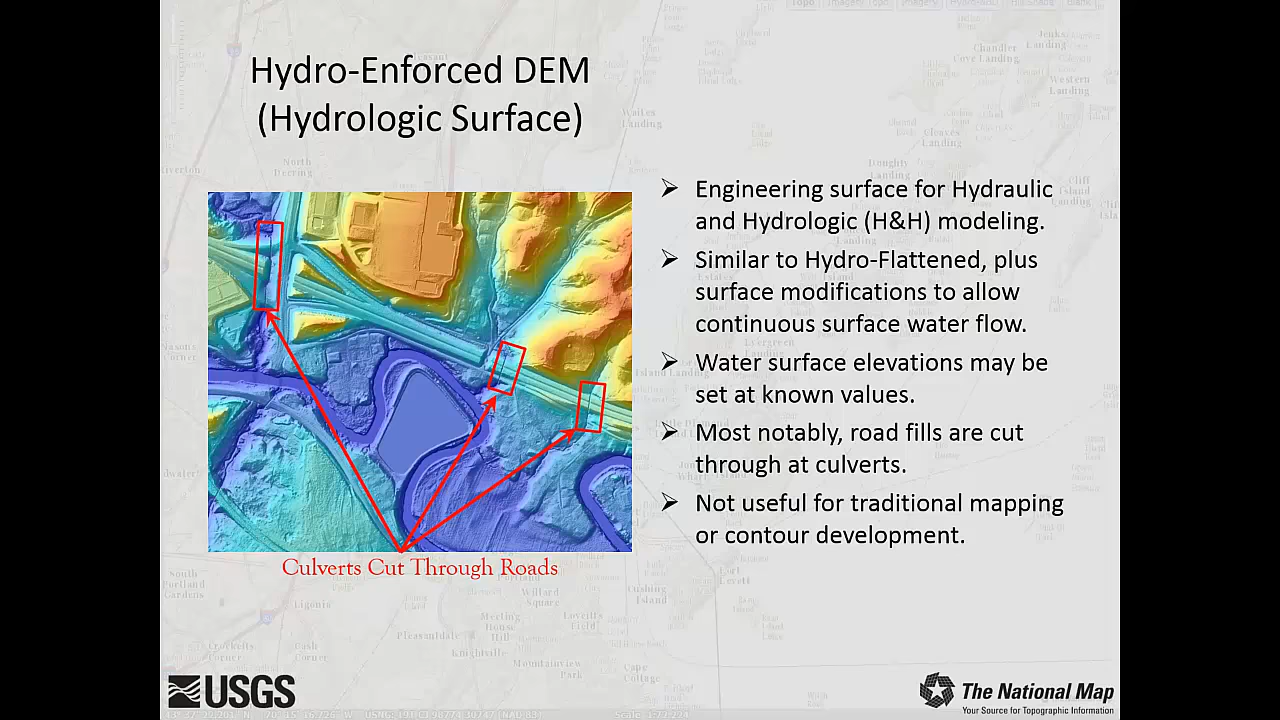 Hydro-Enforced DEM
(Hydrologic Surface)
Engineering surface for Hydraulic
and Hydrologic (H&H) modeling.
Similar to Hydro-Flattened, plus
surface modifications to allow
continuous surface water flow.
Water surface elevations may be
set at known values.
Most notably, road fills are cut
through at culverts.
Not useful for traditional mapping
or contour development.
Culverts Cut Through Roads
USGS
The National Map
Your Source for Topographic Information